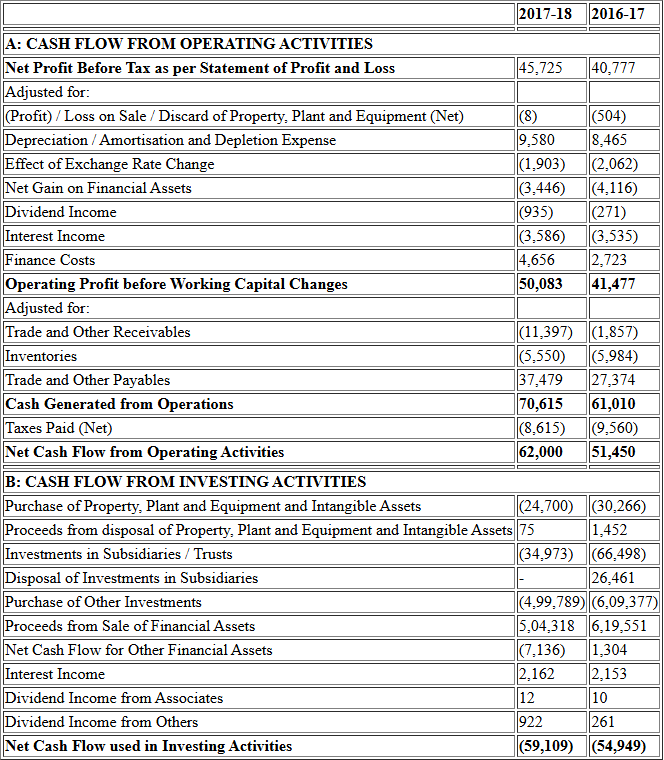 2017-18 2016-17
A: CASH FLOW FROM OPERATING ACTIVITIES
Net Profit Before Tax as per Statement of Profit and Loss 45,725 40,777
Adjusted for:
(Profit) / Loss on Sale / Discard of Property, Plant and Equipment (Net) (8) (504)
Depreciation / Amortisation and Depletion Expense 9,580 8,465
Effect of Exchange Rate Change (1,903) (2,062)
Net Gain on Financial Assets (3,446) (4,116)
Dividend Income (935) (271)
Interest Income (3,586) (3,535)
Finance Costs 4,656 2,723
Operating Profit before Working Capital Changes 50,083 41,477
Adjusted for:
Trade and Other Receivables (11,397) (1,857)
Inventories (5,550) (5,984)
Trade and Other Payables 37,479 27,374
Cash Generated from Operations 70,615 61,010
Taxes Paid (Net) (8,615) (9,560)
Net Cash Flow from Operating Activities 62,000 51,450
B: CASH FLOW FROM INVESTING ACTIVITIES
Purchase of Property, Plant and Equipment and Intangible Assets (24,700) (30,266)
Proceeds from disposal of Property, Plant and Equipment and Intangible Assets 75 1,452
Investments in Subsidiaries / Trusts (34,973) (66,498)
Disposal of Investments in Subsidiaries - 26,461
Purchase of Other Investments (4,99,789) (6,09,377)
Proceeds from Sale of Financial Assets 5,04,318 6,19,551
Net Cash Flow for Other Financial Assets (7,136) 1,304
Interest Income 2,162 2,153
Dividend Income from Associates 12 10
Dividend Income from Others 922 261
Net Cash Flow used in Investing Activities (59,109) (54,949)